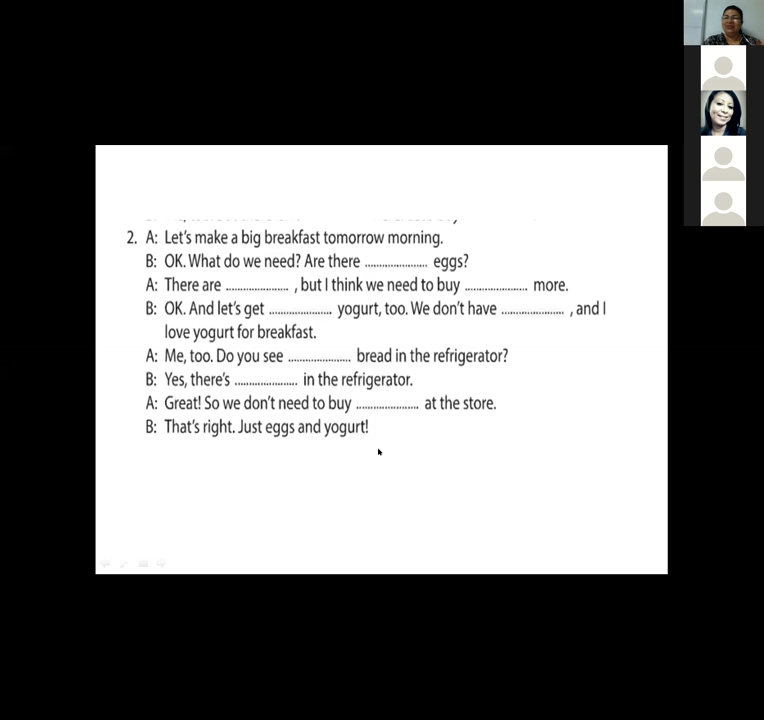 2. A: Let's make a big breakfast tomorrow morning.
B: OK. What do we need? Are there ..................... eggs?
A: There are ..................... , but I think we need to buy ..................... more.
B: OK. And let's get ..................... yogurt, too. We don't have ..................... , and I
love yogurt for breakfast.
A: Me, too. Do you see ..................... bread in the refrigerator?
B: Yes, there's ..................... in the refrigerator.
A: Great! So we don't need to buy ..................... at the store.
B: That's right. Just eggs and yogurt!